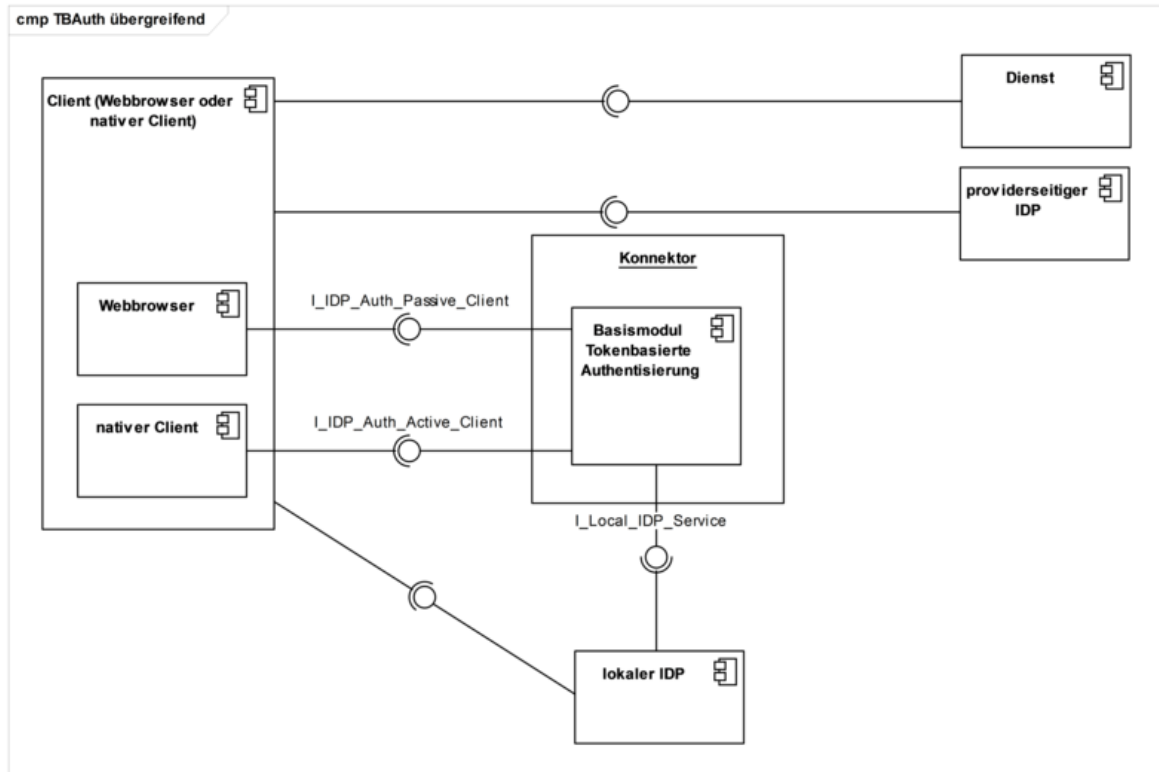 cmp TBAuth übergreifend
Client (Webbrowser oder
nativer Client)
Dienst
providerseitiger
IDP
Konnektor
Webbrowser
I_IDP_Auth_Passive_Client
Basismodul
Tokenbasierte
Authentisierung
nativer Client
I_IDP_Auth_Active_Client
I_Local_IDP_Service
lokaler IDP